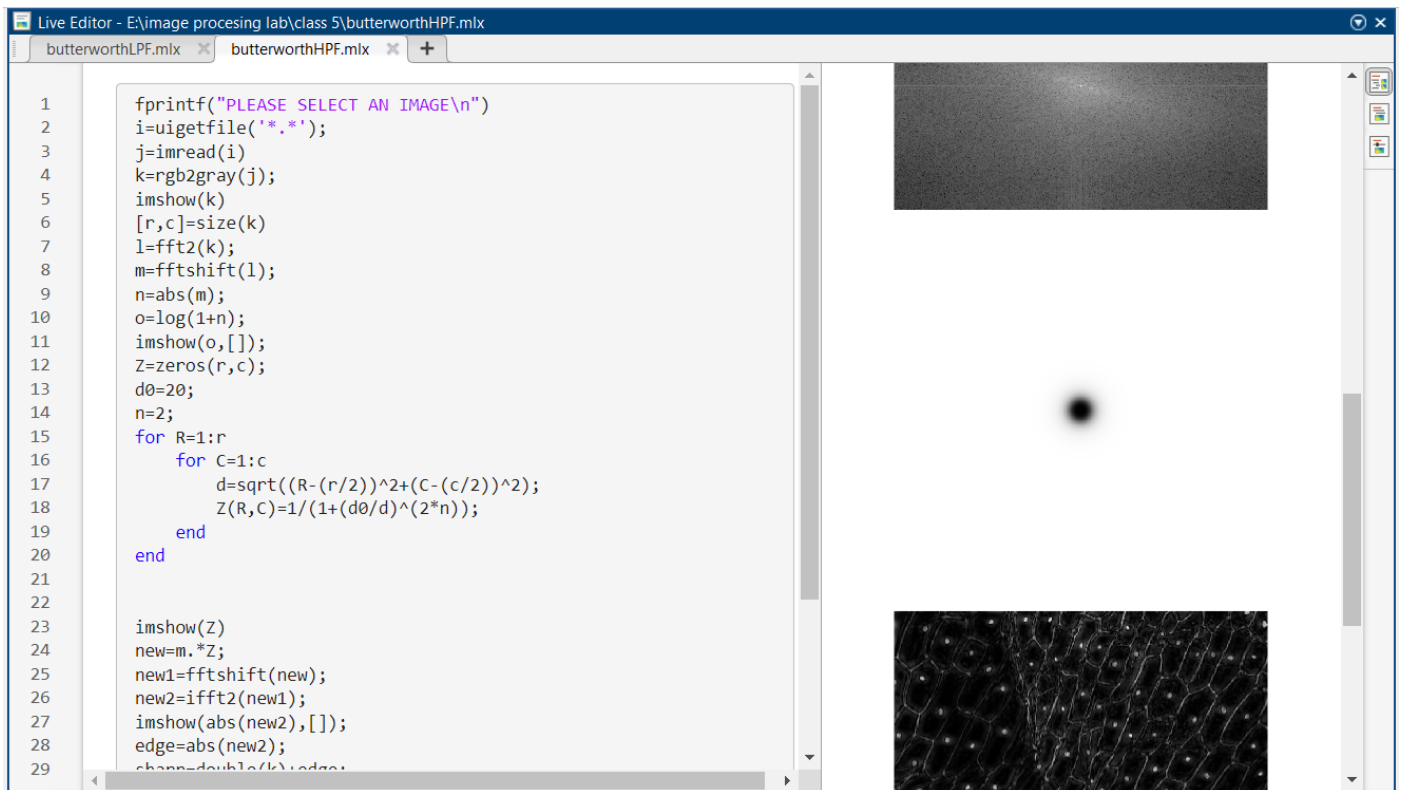 Live Editor - E:\image procesing lab\class 5\butterworthHPF.mlx
butterworthLPF.mlx butterworthHPF.mlx
1 fprintf("PLEASE SELECT AN IMAGE\n")
2 i=uigetfile('*.*');
3 j=imread(i)
4 k=rgb2gray(j);
5 imshow(k)
6 [r,c]=size(k)
7 l=fft2(k);
8 m=fftshift(l);
9 n=abs(m);
10 o=log(1+n);
11 imshow(o,[]);
12 Z=zeros(r,c);
13 d0=20;
14 n=2;
15 for R=1:r
16 for C=1:c
17 d=sqrt((R-(r/2))^2+(C-(c/2))^2);
18 Z(R,C)=1/(1+(d0/d)^(2*n));
19 end
20 end
21
22
23 imshow(Z)
24 new=m.*Z;
25 new1=fftshift(new);
26 new2=ifft2(new1);
27 imshow(abs(new2),[]);
28 edge=abs(new2);
29